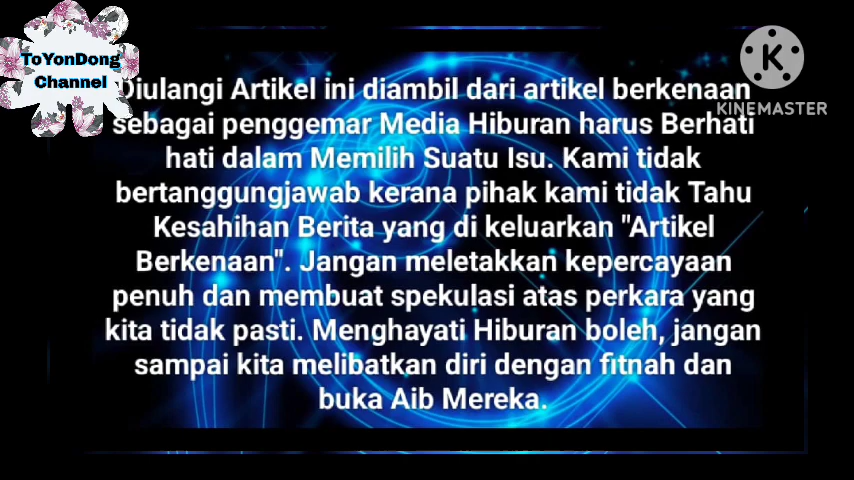 ToYonDong
Channel
KINEMASTER
Diulangi Artikel ini diambil dari artikel berkenaan
sebagai penggemar Media Hiburan harus Berhati
hati dalam Memilih Suatu Isu. Kami tidak
bertanggungjawab kerana pihak kami tidak Tahu
Kesahihan Berita yang di keluarkan "Artikel
Berkenaan". Jangan meletakkan kepercayaan
penuh dan membuat spekulasi atas perkara yang
kita tidak pasti. Menghayati Hiburan boleh, jangan
sampai kita melibatkan diri dengan fitnah dan
buka Aib Mereka.